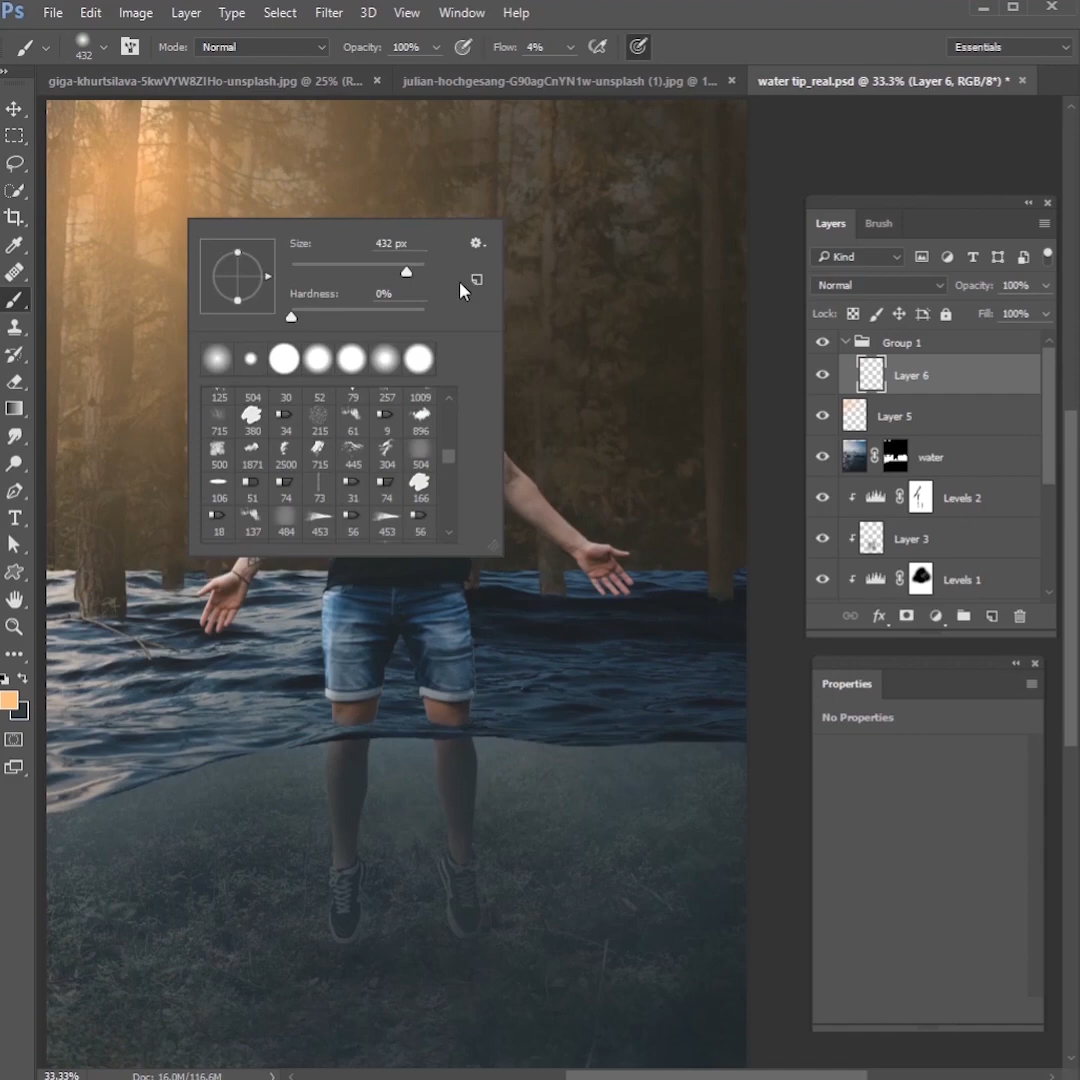 Ps File Edit Image Layer Type Select Filter 3D View Window Help
432 Mode: Normal Opacity: 100% Flow: 4% Essentials
giga-khurtsilava-5kwVYW8ZIHo-unsplash.jpg @ 25% (R... × julian-hochgesang-G90agCnYN1w-unsplash (1).jpg @ 1... × water tip_real.psd @ 33.3% (Layer 6, RGB/8*) * ×
Size: 432 px
Hardness: 0%
125 504 30 52 79 257 1009
715 380 34 215 61 9 896
500 1871 2500 715 445 304 504
106 51 74 73 31 74 166
18 137 484 453 56 453 56
Layers Brush
Kind
Normal Opacity: 100%
Lock: Fill: 100%
Group 1
Layer 6
Layer 5
water
Levels 2
Layer 3
Levels 1
fx
Properties
No Properties
33.33% Doc: 16.0M/116.6M